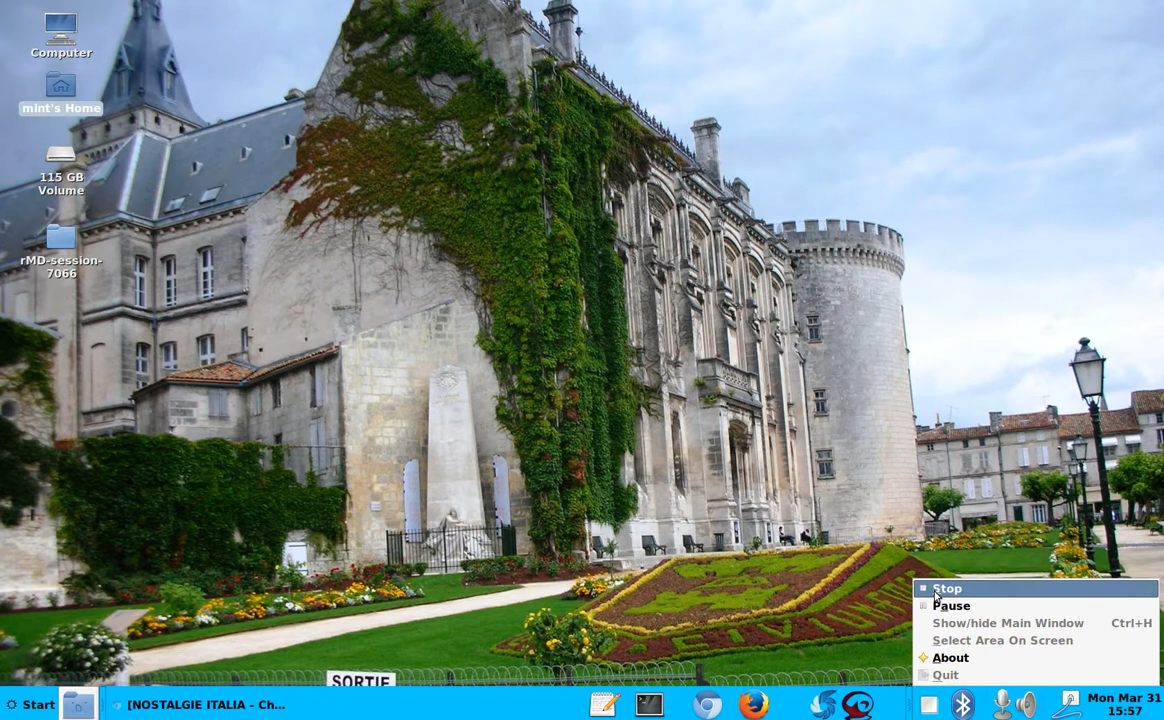 Computer
mint's Home
115 GB
Volume
rMD-session-
7066
SORTIE
Stop
Pause
Show/hide Main Window Ctrl+H
Select Area On Screen
About
Quit
Start
[NOSTALGIE ITALIA - Ch...
Mon Mar 31
15:57